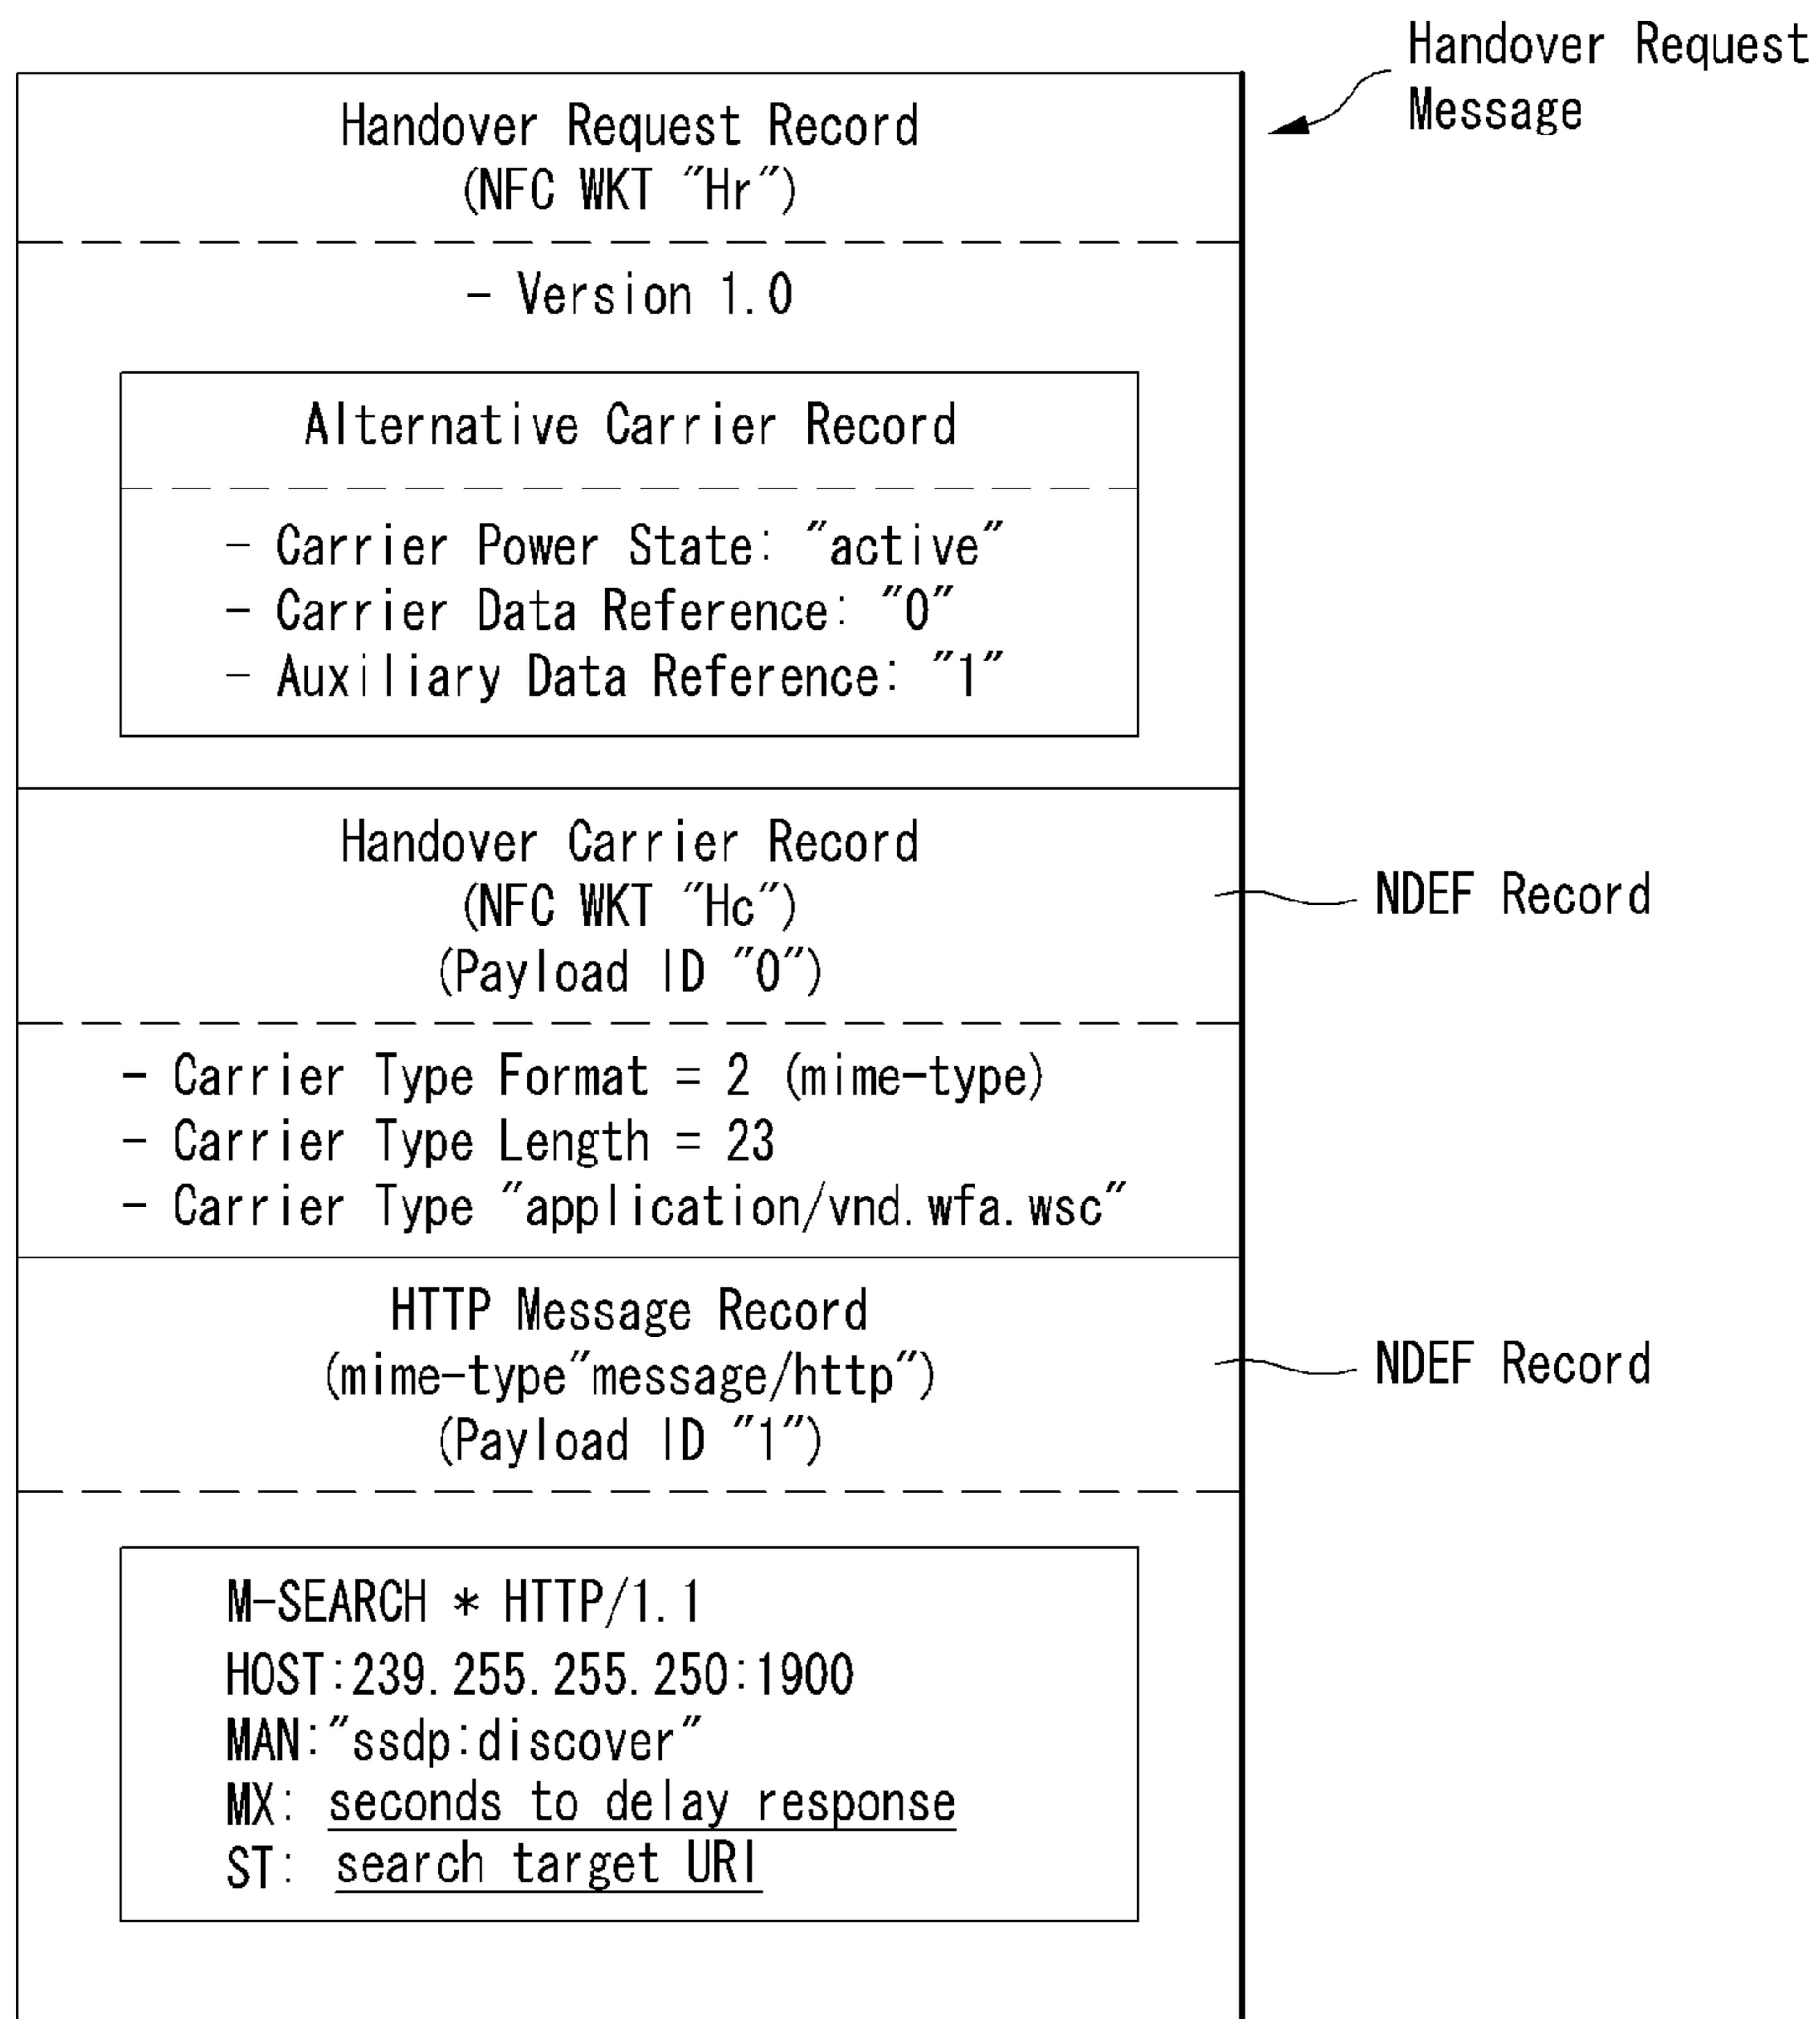 Handover Request
Message
Handover Request Record
(NFC WKT "Hr")
- Version 1.0
Alternative Carrier Record
- Carrier Power State: "active"
- Carrier Data Reference: "0"
- Auxiliary Data Reference: "1"
Handover Carrier Record
(NFC WKT "Hc")
(Payload ID "0")
NDEF Record
- Carrier Type Format = 2 (mime-type)
- Carrier Type Length = 23
- Carrier Type "application/vnd.wfa.wsc"
HTTP Message Record
(mime-type"message/http")
(Payload ID "1")
NDEF Record
M-SEARCH * HTTP/1.1
HOST:239.255.255.250:1900
MAN:"ssdp:discover"
MX: seconds to delay response
ST: search target URI